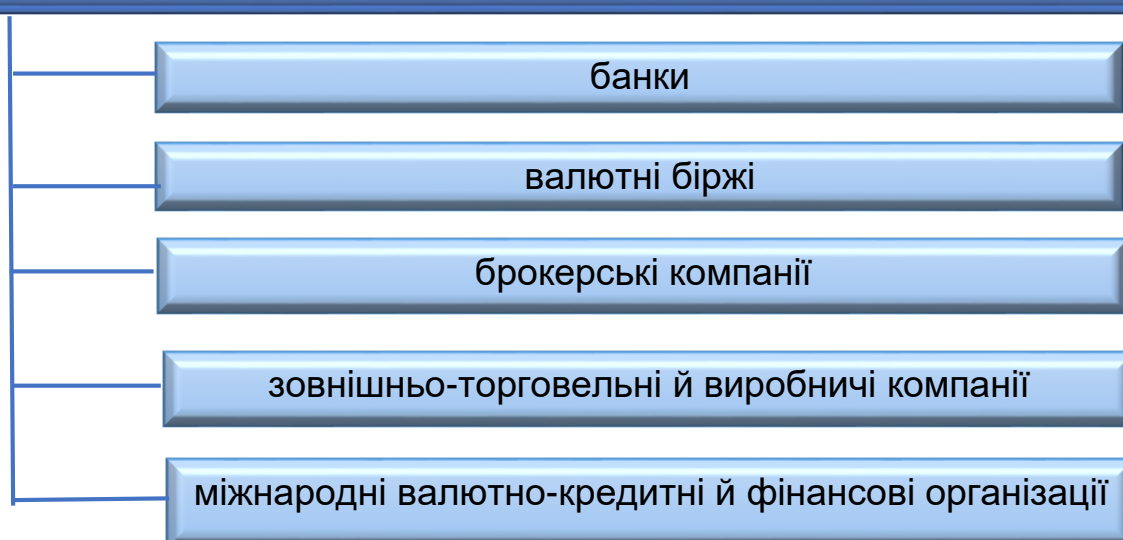 банки
валютні біржі
брокерські компанії
зовнішньо-торговельні й виробничі компанії
міжнародні валютно-кредитні й фінансові організації